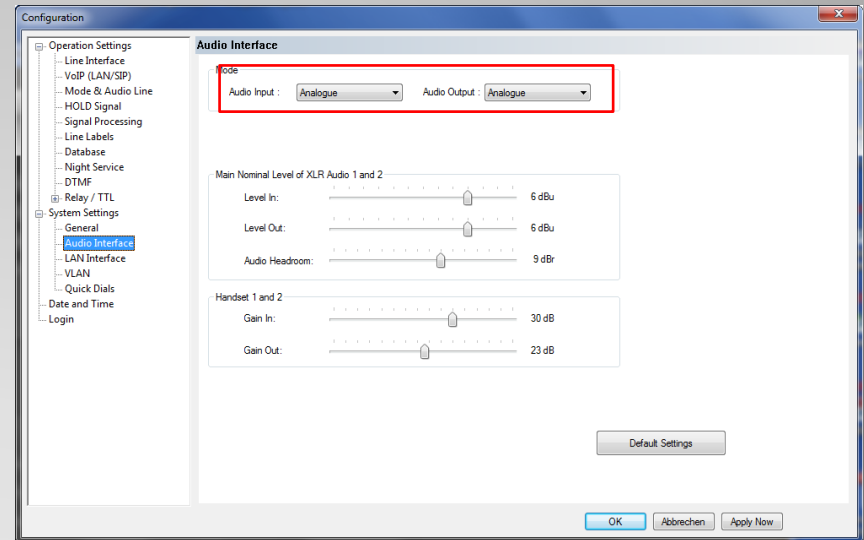 Configuration
Operation Settings
Line Interface
VoIP (LAN/SIP)
Mode & Audio Line
HOLD Signal
Signal Processing
Line Labels
Database
Night Service
DTMF
Relay / TTL
System Settings
General
Audio Interface
LAN Interface
VLAN
Quick Dials
Date and Time
Login
Audio Interface
Mode
Audio Input : Analogue Audio Output : Analogue
Main Nominal Level of XLR Audio 1 and 2
Level In: 6 dBu
Level Out: 6 dBu
Audio Headroom: 9 dBr
Handset 1 and 2
Gain In: 30 dB
Gain Out: 23 dB
Default Settings
OK Abbrechen Apply Now